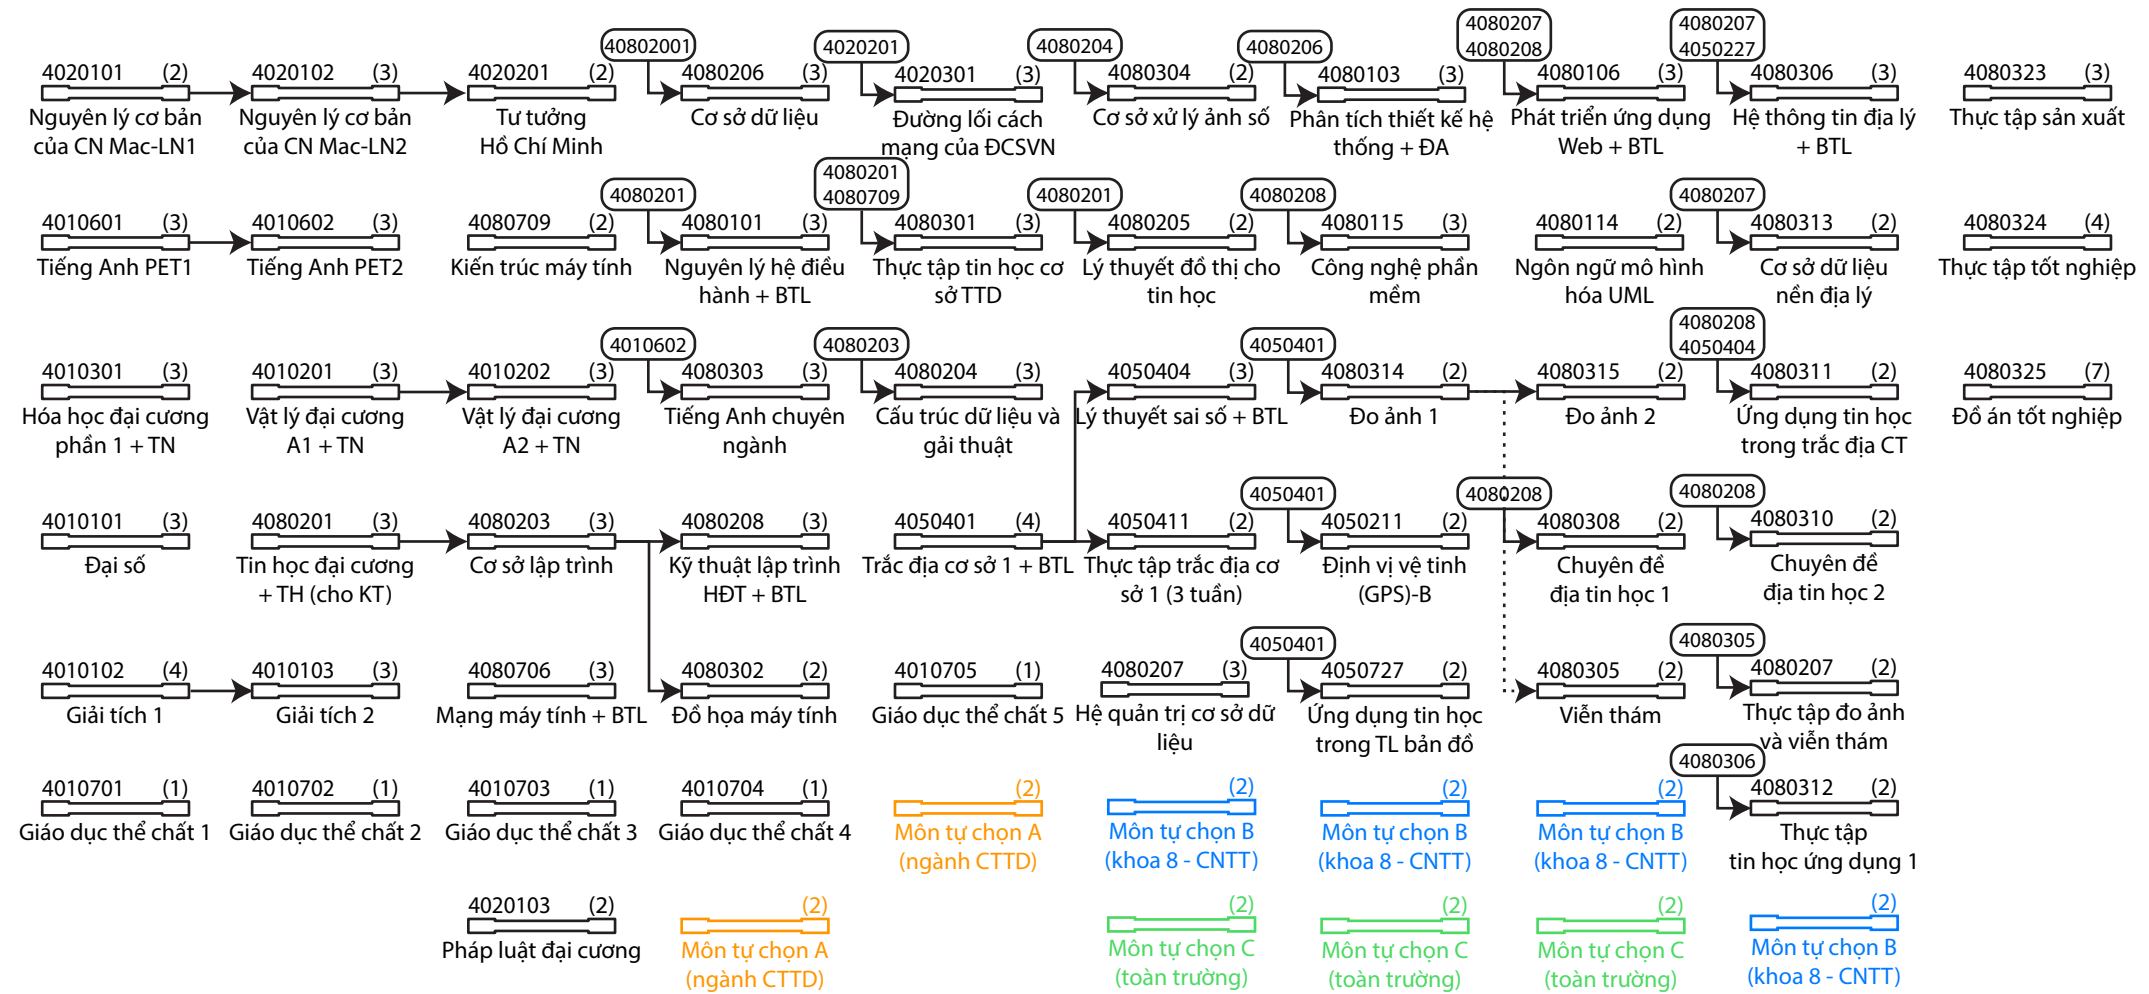 40802001
4020201
4080204
4080206
4080207
4080208
4080207
4050227
4020101 (2)
Nguyên lý cơ bản
của CN Mac-LN1
4020102 (3)
Nguyên lý cơ bản
của CN Mac-LN2
4020201 (2)
Tư tưởng
Hồ Chí Minh
4080206 (3)
Cơ sở dữ liệu
4020301 (3)
Đường lối cách
mạng của ĐCSVN
4080304 (2)
Cơ sở xử lý ảnh số
4080103 (3)
Phân tích thiết kế hệ
thống + ĐA
4080106 (3)
Phát triển ứng dụng
Web + BTL
4080306 (3)
Hệ thông tin địa lý
+ BTL
4080323 (3)
Thực tập sản xuất
4080201
4080201
4080709
4080201
4080208
4080207
4010601 (3)
Tiếng Anh PET1
4010602 (3)
Tiếng Anh PET2
4080709 (2)
Kiến trúc máy tính
4080101 (3)
Nguyên lý hệ điều
hành + BTL
4080301 (3)
Thực tập tin học cơ
sở TTD
4080205 (2)
Lý thuyết đồ thị cho
tin học
4080115 (3)
Công nghệ phần
mềm
4080114 (2)
Ngôn ngữ mô hình
hóa UML
4080313 (2)
Cơ sở dữ liệu
nền địa lý
4080324 (4)
Thực tập tốt nghiệp
4010602
4080203
4050401
4080208
4050404
4010301 (3)
Hóa học đại cương
phần 1 + TN
4010201 (3)
Vật lý đại cương
A1 + TN
4010202 (3)
Vật lý đại cương
A2 + TN
4080303 (3)
Tiếng Anh chuyên
ngành
4080204 (3)
Cấu trúc dữ liệu và
gải thuật
4050404 (3)
Lý thuyết sai số + BTL
4080314 (2)
Đo ảnh 1
4080315 (2)
Đo ảnh 2
4080311 (2)
Ứng dụng tin học
trong trắc địa CT
4080325 (7)
Đồ án tốt nghiệp
4050401
4080208
4080208
4010101 (3)
Đại số
4080201 (3)
Tin học đại cương
+ TH (cho KT)
4080203 (3)
Cơ sở lập trình
4080208 (3)
Kỹ thuật lập trình
HĐT + BTL
4050401 (4)
Trắc địa cơ sở 1 + BTL
4050411 (2)
Thực tập trắc địa cơ
sở 1 (3 tuần)
4050211 (2)
Định vị vệ tinh
(GPS)-B
4080308 (2)
Chuyên đề
địa tin học 1
4080310 (2)
Chuyên đề
địa tin học 2
4050401
4080305
4010102 (4)
Giải tích 1
4010103 (3)
Giải tích 2
4080706 (3)
Mạng máy tính + BTL
4080302 (2)
Đồ họa máy tính
4010705 (1)
Giáo dục thể chất 5
4080207 (3)
Hệ quản trị cơ sở dữ
liệu
4050727 (2)
Ứng dụng tin học
trong TL bản đồ
4080305 (2)
Viễn thám
4080207 (2)
Thực tập đo ảnh
và viễn thám
4080306
4010701 (1)
Giáo dục thể chất 1
4010702 (1)
Giáo dục thể chất 2
4010703 (1)
Giáo dục thể chất 3
4010704 (1)
Giáo dục thể chất 4
(2)
Môn tự chọn A
(ngành CTTD)
(2)
Môn tự chọn B
(khoa 8 - CNTT)
(2)
Môn tự chọn B
(khoa 8 - CNTT)
(2)
Môn tự chọn B
(khoa 8 - CNTT)
4080312 (2)
Thực tập
tin học ứng dụng 1
4020103 (2)
Pháp luật đại cương
(2)
Môn tự chọn A
(ngành CTTD)
(2)
Môn tự chọn C
(toàn trường)
(2)
Môn tự chọn C
(toàn trường)
(2)
Môn tự chọn C
(toàn trường)
(2)
Môn tự chọn B
(khoa 8 - CNTT)